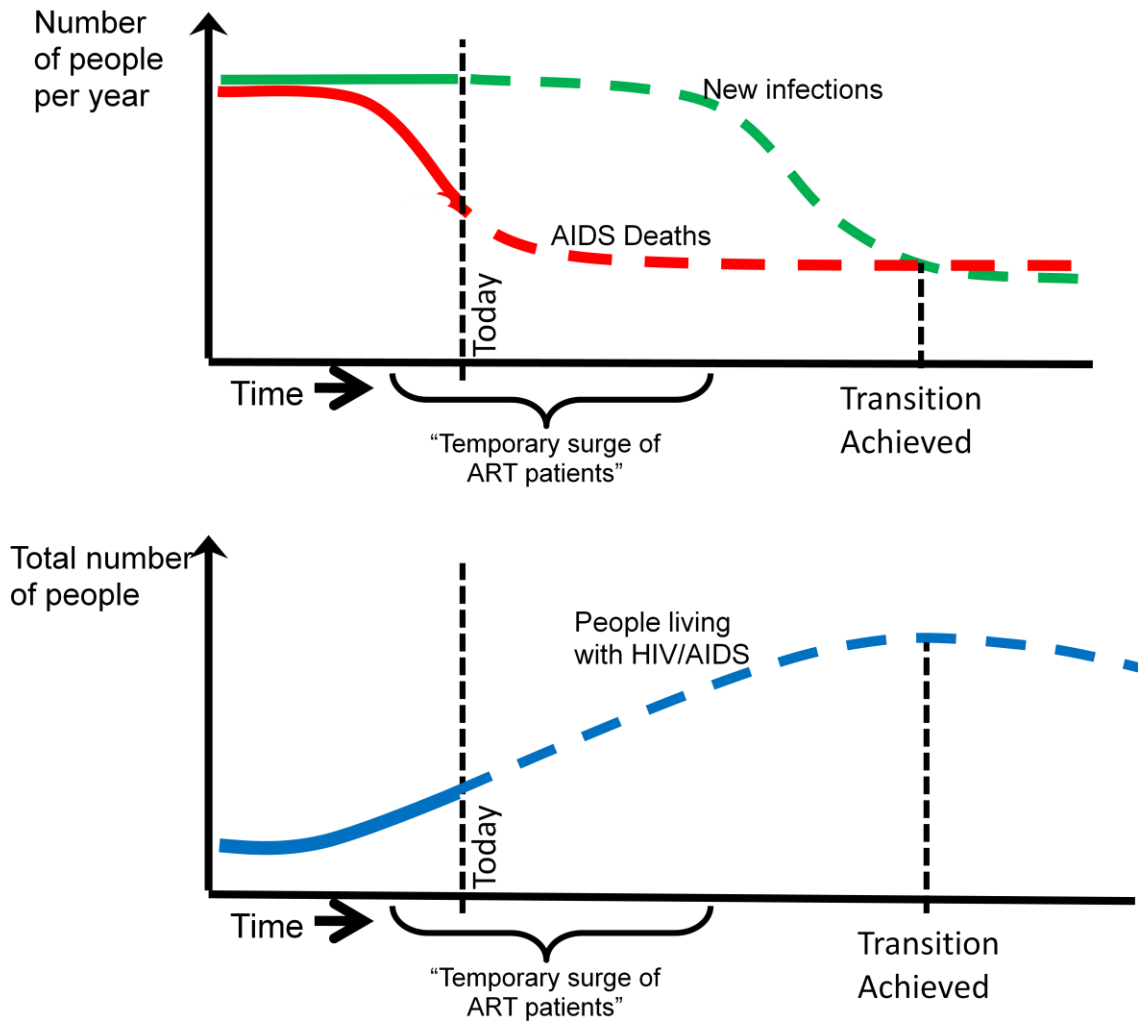 Number
of people
per year
New infections
AIDS Deaths
Today
Time
“Temporary surge of
ART patients”
Transition
Achieved
Total number
of people
People living
with HIV/AIDS
Today
Time
“Temporary surge of
ART patients”
Transition
Achieved